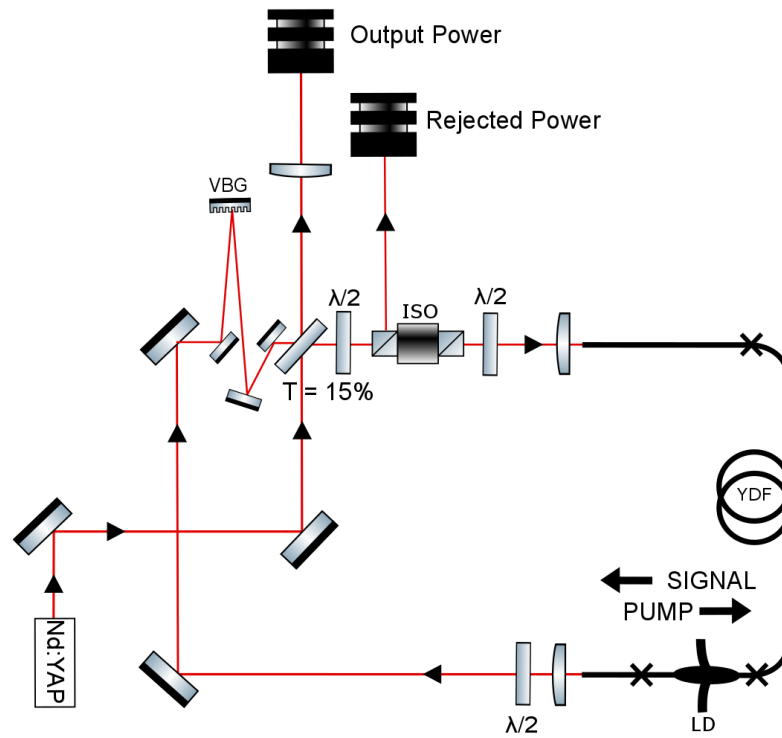 Output Power
Rejected Power
VBG
λ/2
ISO
λ/2
T = 15%
YDF
SIGNAL
PUMP
Nd:YAP
λ/2
LD